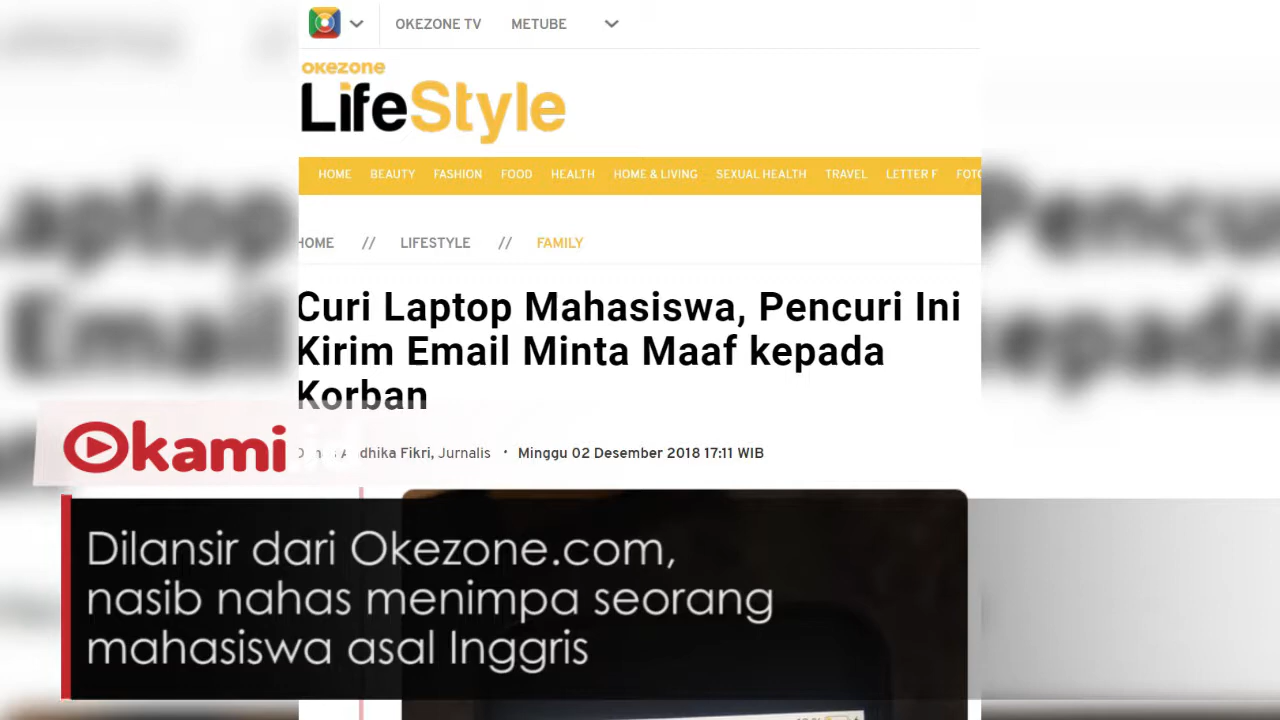 OKEZONE TV METUBE
OKEZONE
LifeStyle
HOME BEAUTY FASHION FOOD HEALTH HOME & LIVING SEXUAL HEALTH TRAVEL LETTER F
HOME // LIFESTYLE // FAMILY
Curi Laptop Mahasiswa, Pencuri Ini
Kirim Email Minta Maaf kepada
Korban
Fikri, Jurnalis • Minggu 02 Desember 2018 17:11 WIB
Okami.id
Dilansir dari Okezone.com,
nasib nahas menimpa seorang
mahasiswa asal Inggris